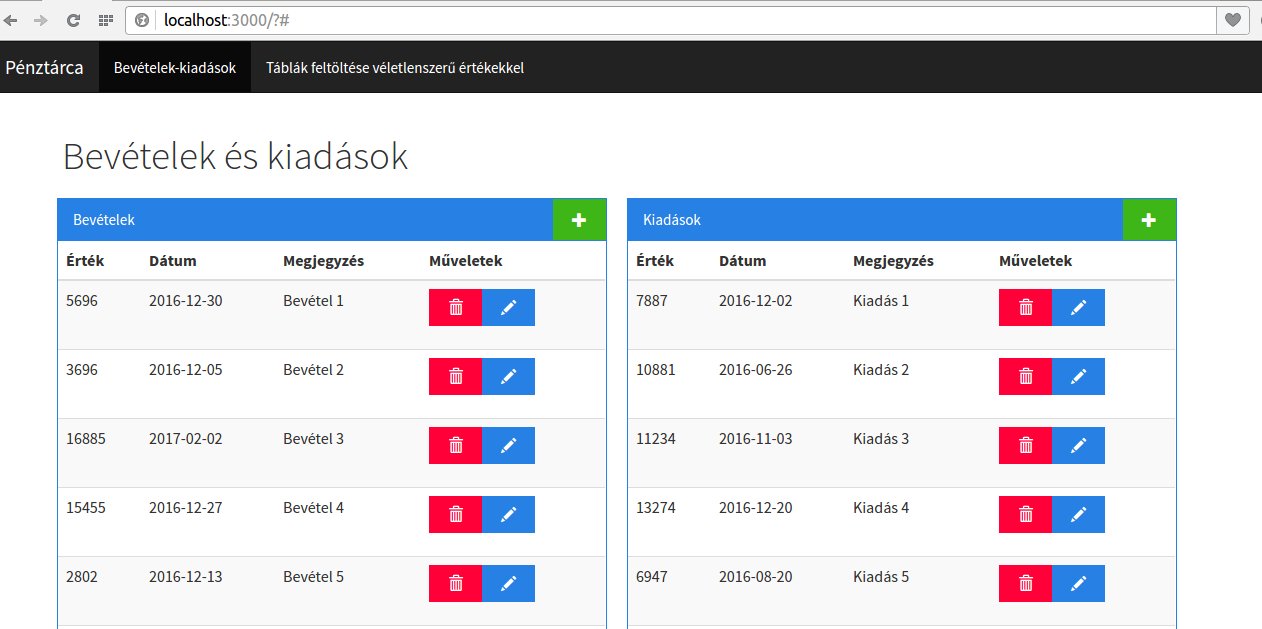 localhost:3000/?#
Pénztárca Bevételek-kiadások Táblák feltöltése véletlenszerű értékekkel
Bevételek és kiadások
Bevételek
Érték Dátum Megjegyzés Műveletek
5696 2016-12-30 Bevétel 1
3696 2016-12-05 Bevétel 2
16885 2017-02-02 Bevétel 3
15455 2016-12-27 Bevétel 4
2802 2016-12-13 Bevétel 5
Kiadások
Érték Dátum Megjegyzés Műveletek
7887 2016-12-02 Kiadás 1
10881 2016-06-26 Kiadás 2
11234 2016-11-03 Kiadás 3
13274 2016-12-20 Kiadás 4
6947 2016-08-20 Kiadás 5